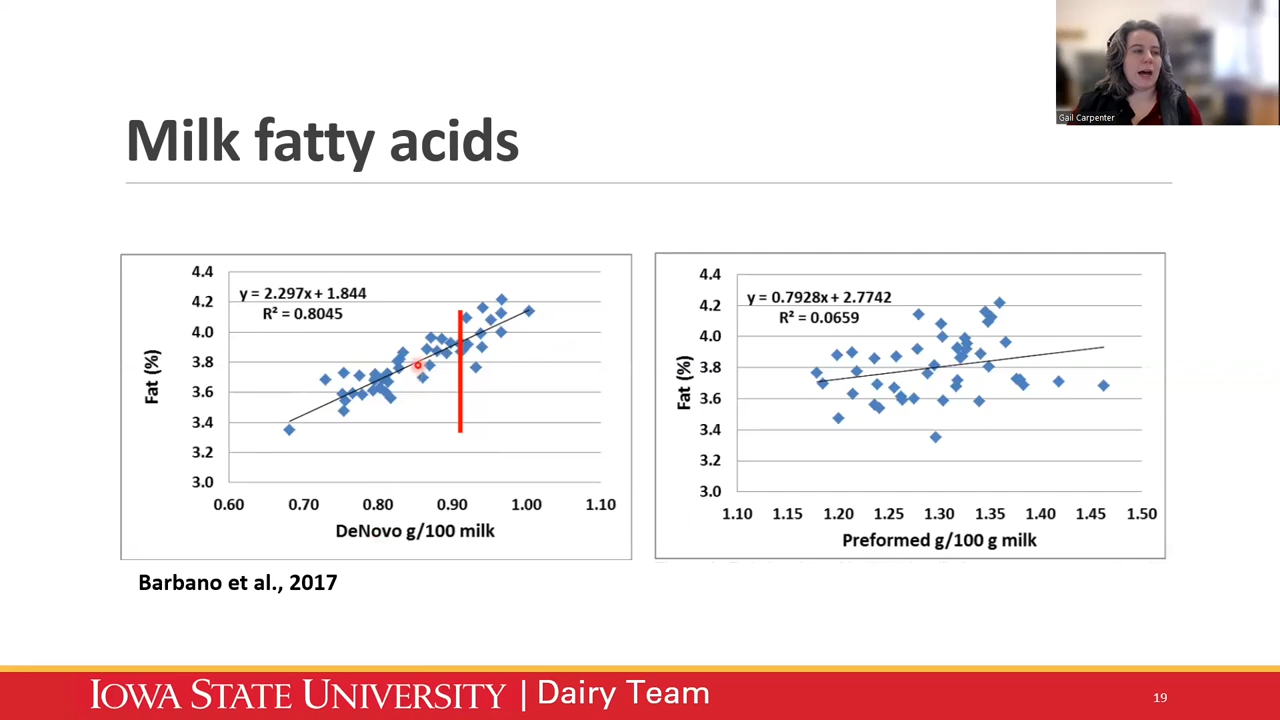 Gail Carpenter
Milk fatty acids
4.4
4.2
4.0
3.8
3.6
3.4
3.2
3.0
Fat (%)
y = 2.297x + 1.844
R² = 0.8045
0.60 0.70 0.80 0.90 1.00 1.10
DeNovo g/100 milk
4.4
4.2
4.0
3.8
3.6
3.4
3.2
3.0
Fat (%)
y = 0.7928x + 2.7742
R² = 0.0659
1.10 1.15 1.20 1.25 1.30 1.35 1.40 1.45 1.50
Preformed g/100 g milk
Barbano et al., 2017
IOWA STATE UNIVERSITY | Dairy Team
19